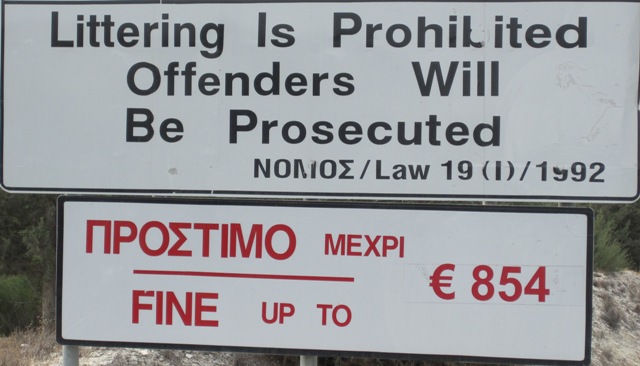 Littering Is Prohibited
Offenders Will
Be Prosecuted
ΝΟΜΟΣ/Law 19 (I)/1992
ΠΡΟΣΤΙΜΟ ΜΕΧΡΙ
€ 854
FINE UP TO